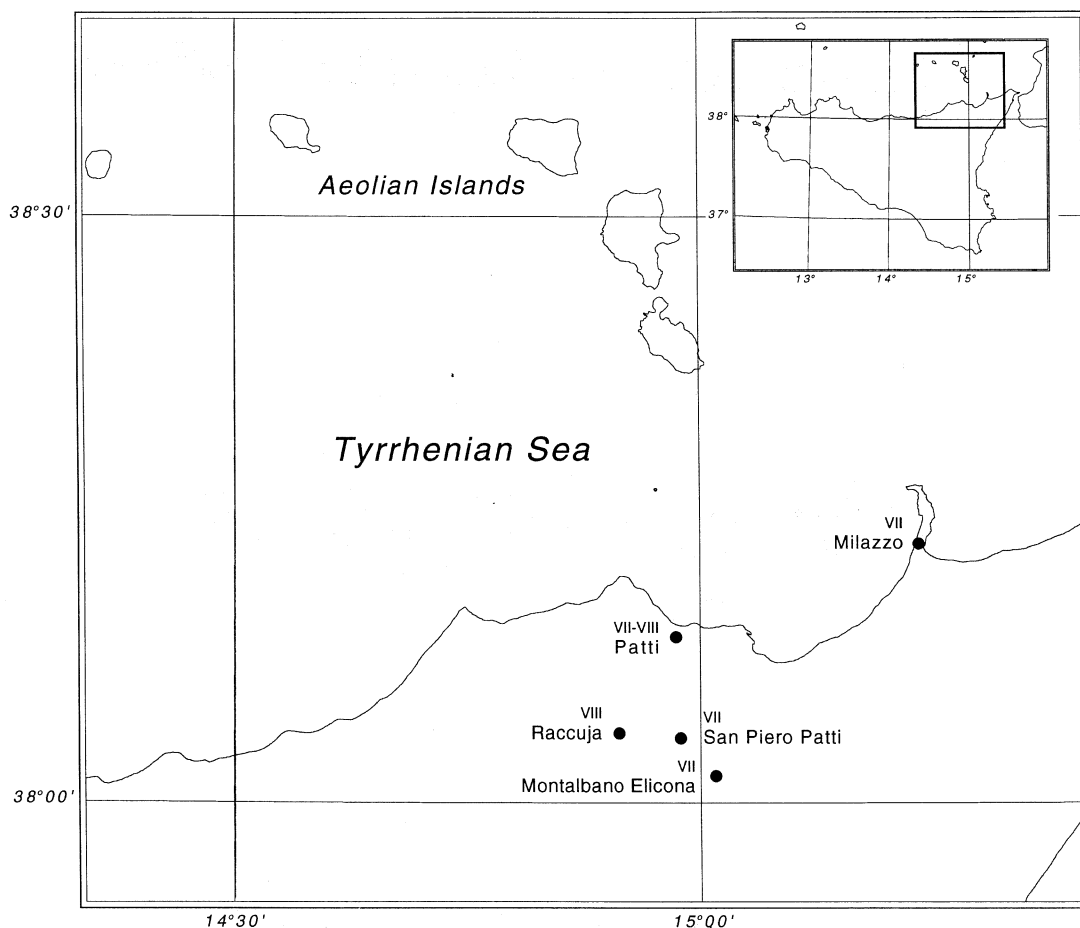 38°
37°
13°
14°
15°
Aeolian Islands
38°30'
Tyrrhenian Sea
VII
Milazzo
VII-VIII
Patti
VIII
Raccuja
VII
San Piero Patti
VII
Montalbano Elicona
38°00'
14°30'
15°00'